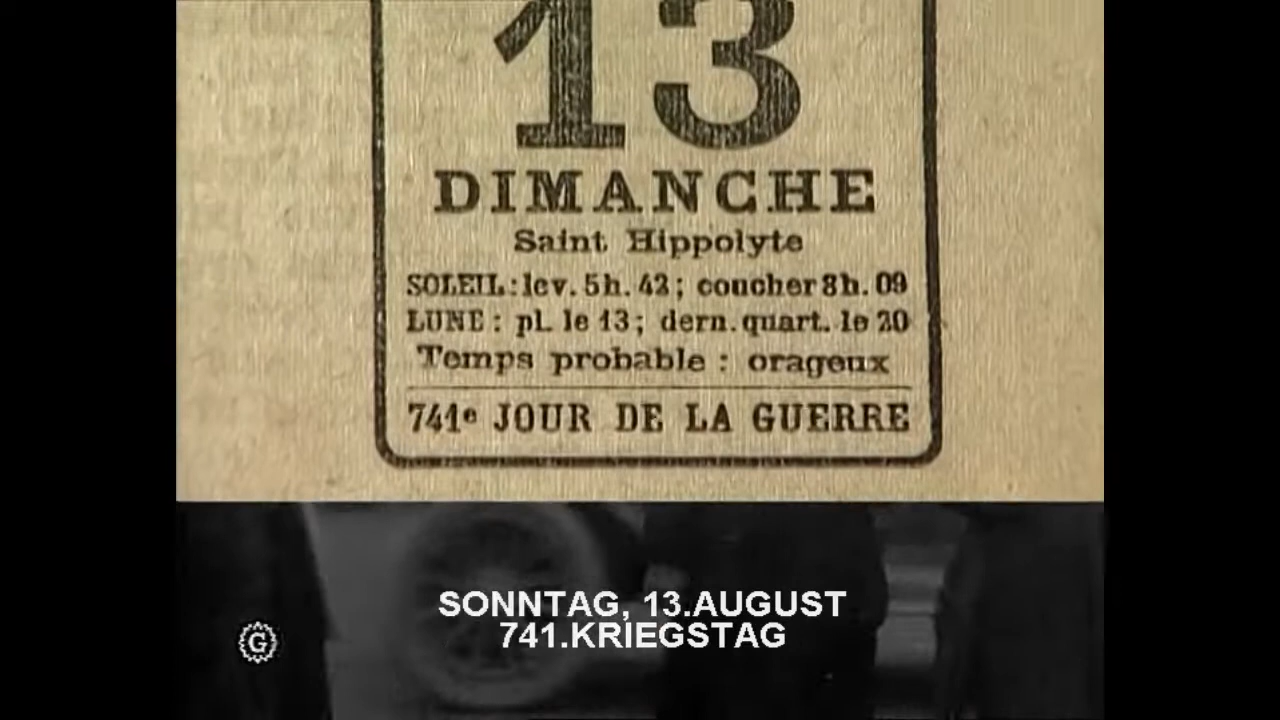 13
DIMANCHE
Saint Hippolyte
SOLEIL: lev. 5h. 42; coucher 8h. 09
LUNE : pl. le 13; dern. quart. le 20
Temps probable : orageux
741e JOUR DE LA GUERRE
SONNTAG, 13.AUGUST
741.KRIEGSTAG
G